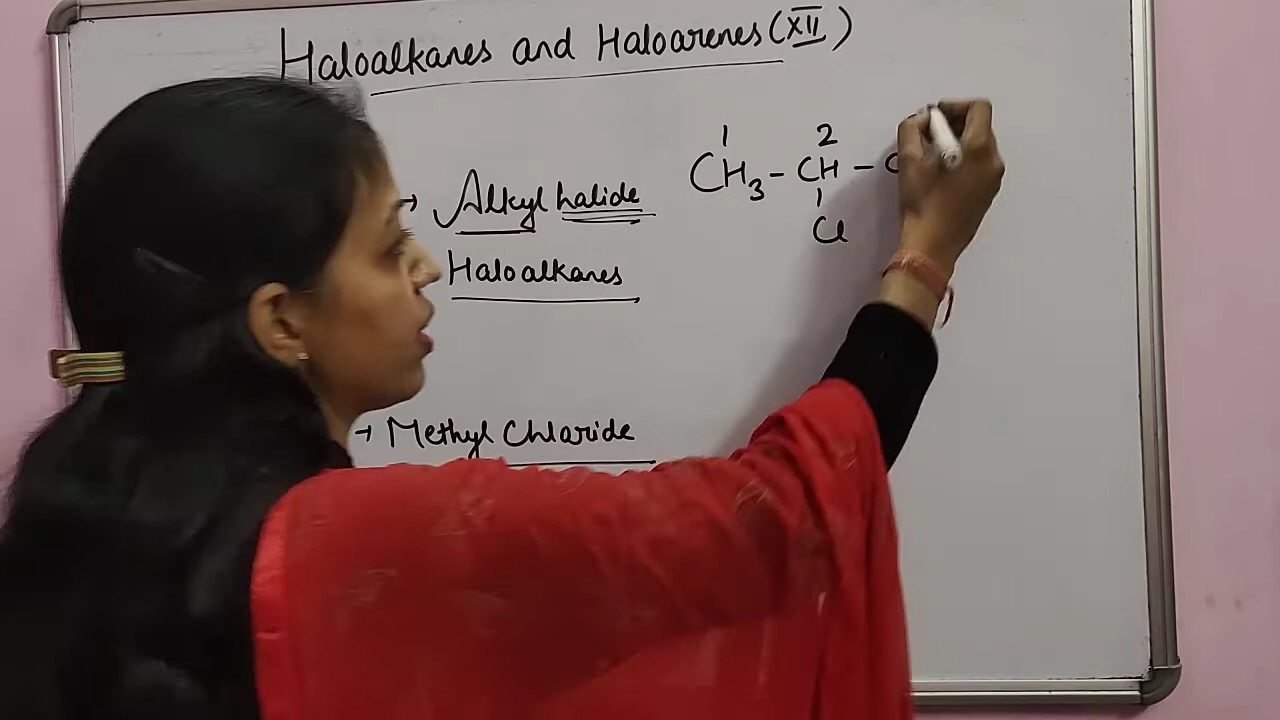 Haloalkanes and Haloarenes (XII)
1 2
CH3 - CH - C
Cl
→ Alkyl halide
Haloalkanes
→ Methyl Chloride